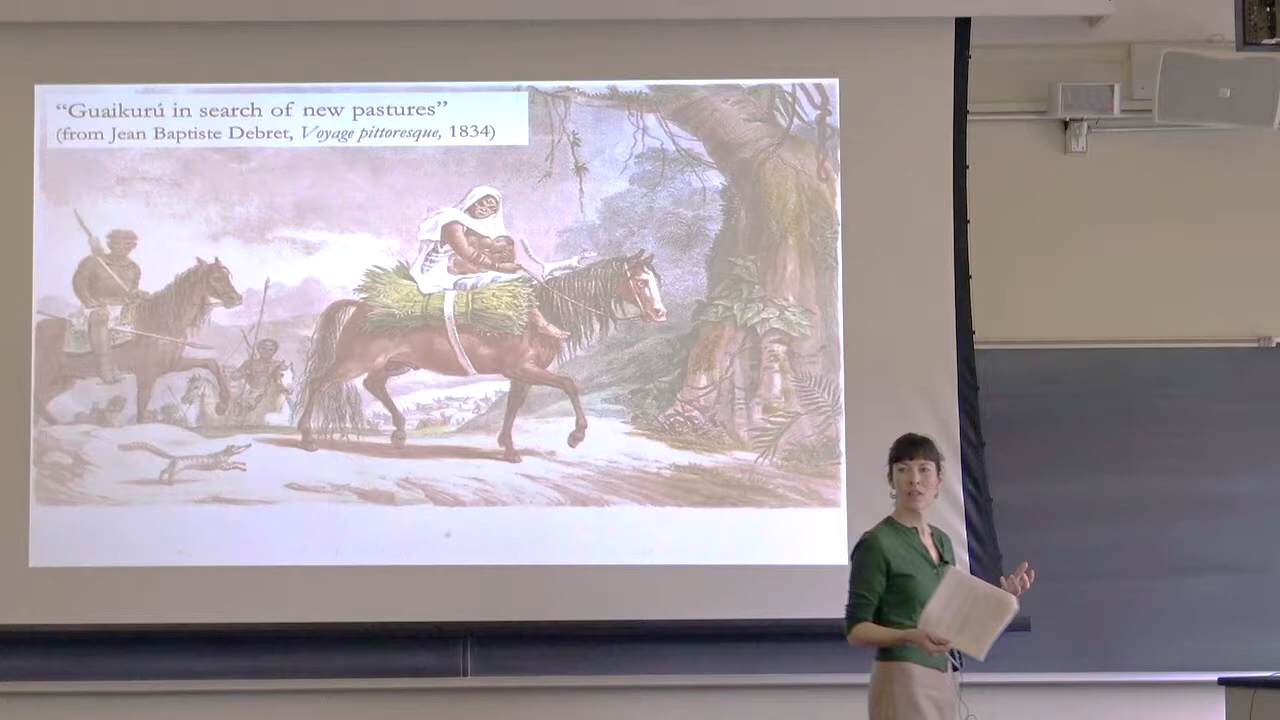 “Guaikurú in search of new pastures”
(from Jean Baptiste Debret, Voyage pittoresque, 1834)